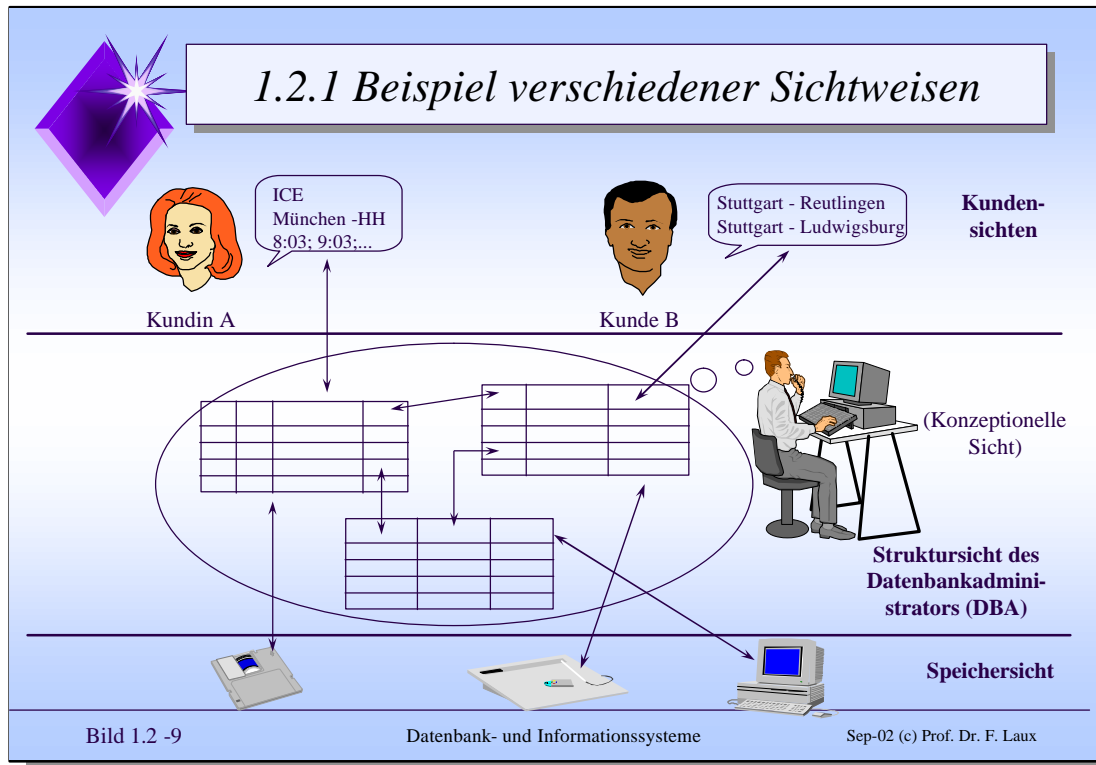 1.2.1 Beispiel verschiedener Sichtweisen
ICE
München -HH
8:03; 9:03;...
Stuttgart - Reutlingen
Stuttgart - Ludwigsburg
Kunden-
sichten
Kundin A
Kunde B
(Konzeptionelle
Sicht)
Struktursicht des
Datenbankadmini-
strators (DBA)
Speichersicht
Bild 1.2 -9
Datenbank- und Informationssysteme
Sep-02 (c) Prof. Dr. F. Laux